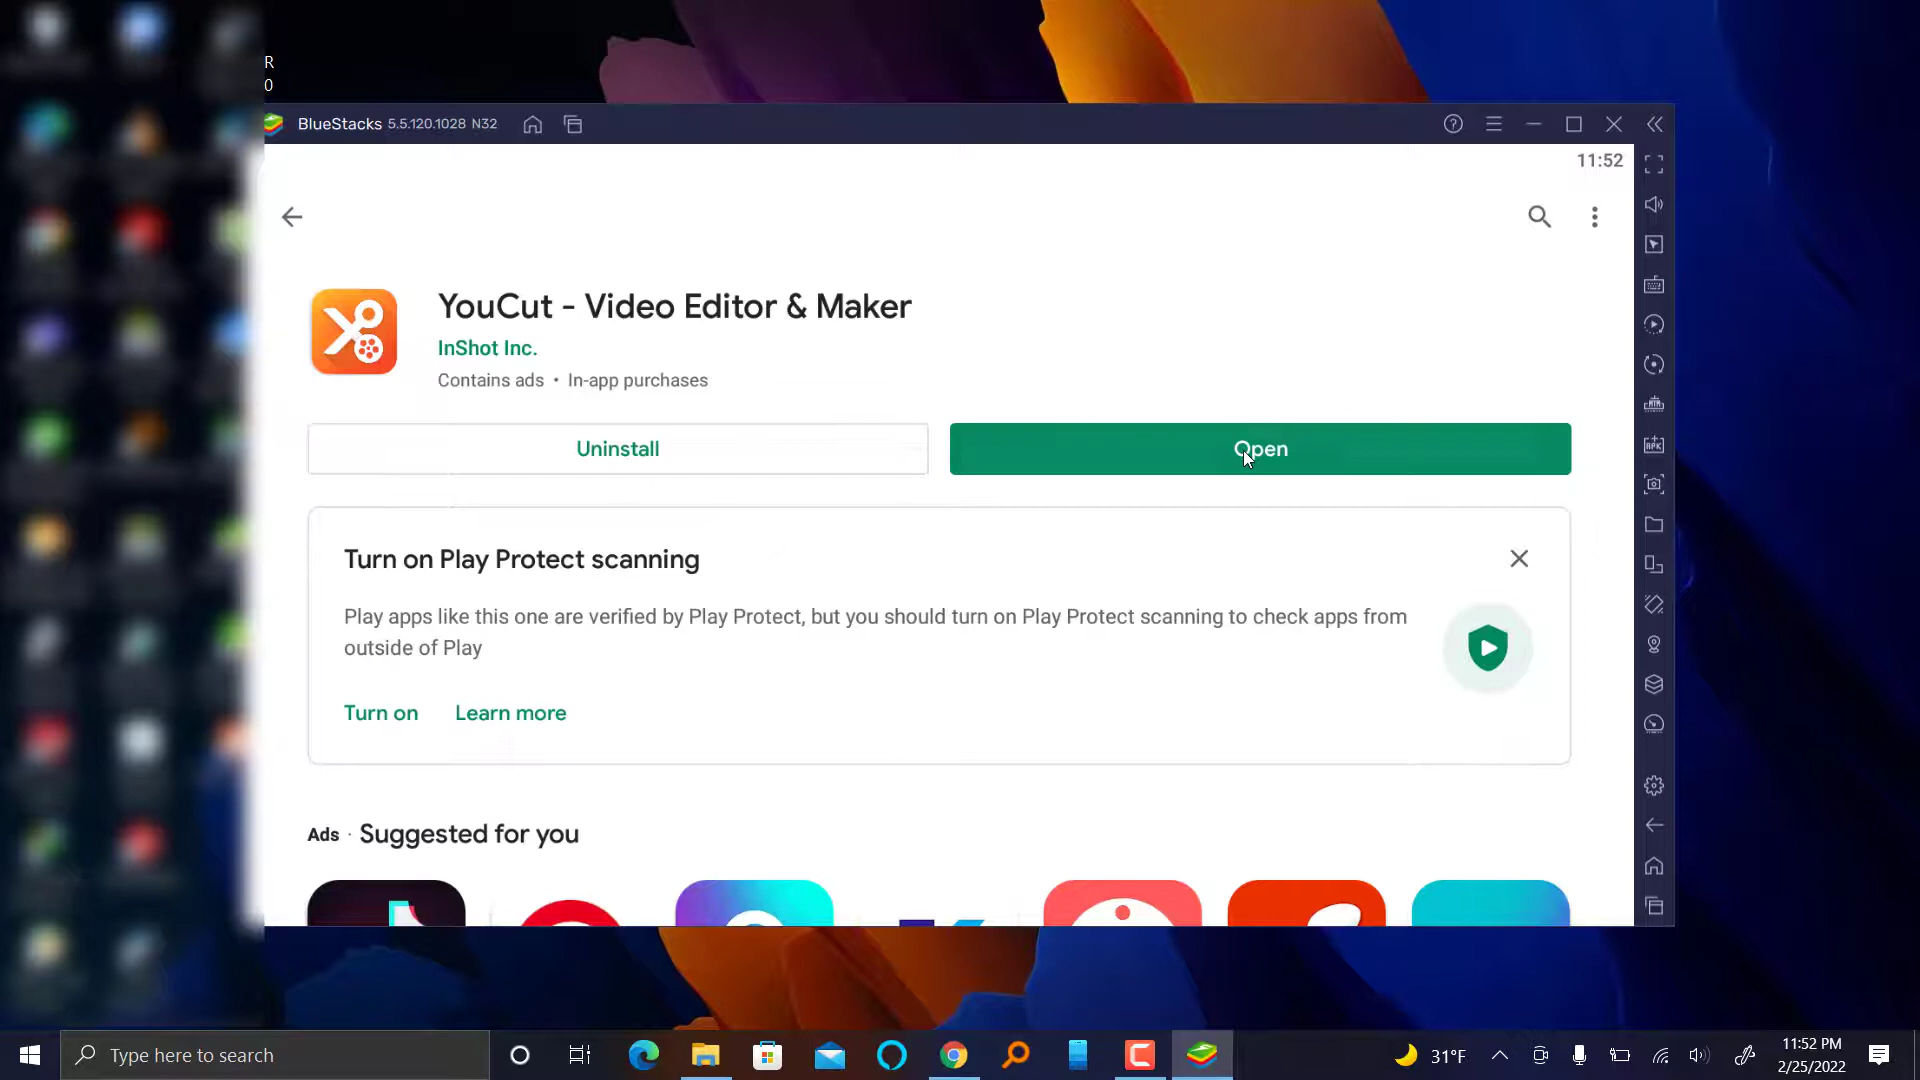 R
0
BlueStacks 5.5.120.1028 N32
11:52
YouCut - Video Editor & Maker
InShot Inc.
Contains ads • In-app purchases
Uninstall
Open
Turn on Play Protect scanning
Play apps like this one are verified by Play Protect, but you should turn on Play Protect scanning to check apps from
outside of Play
Turn on Learn more
Ads · Suggested for you
Type here to search
31°F
11:52 PM
2/25/2022